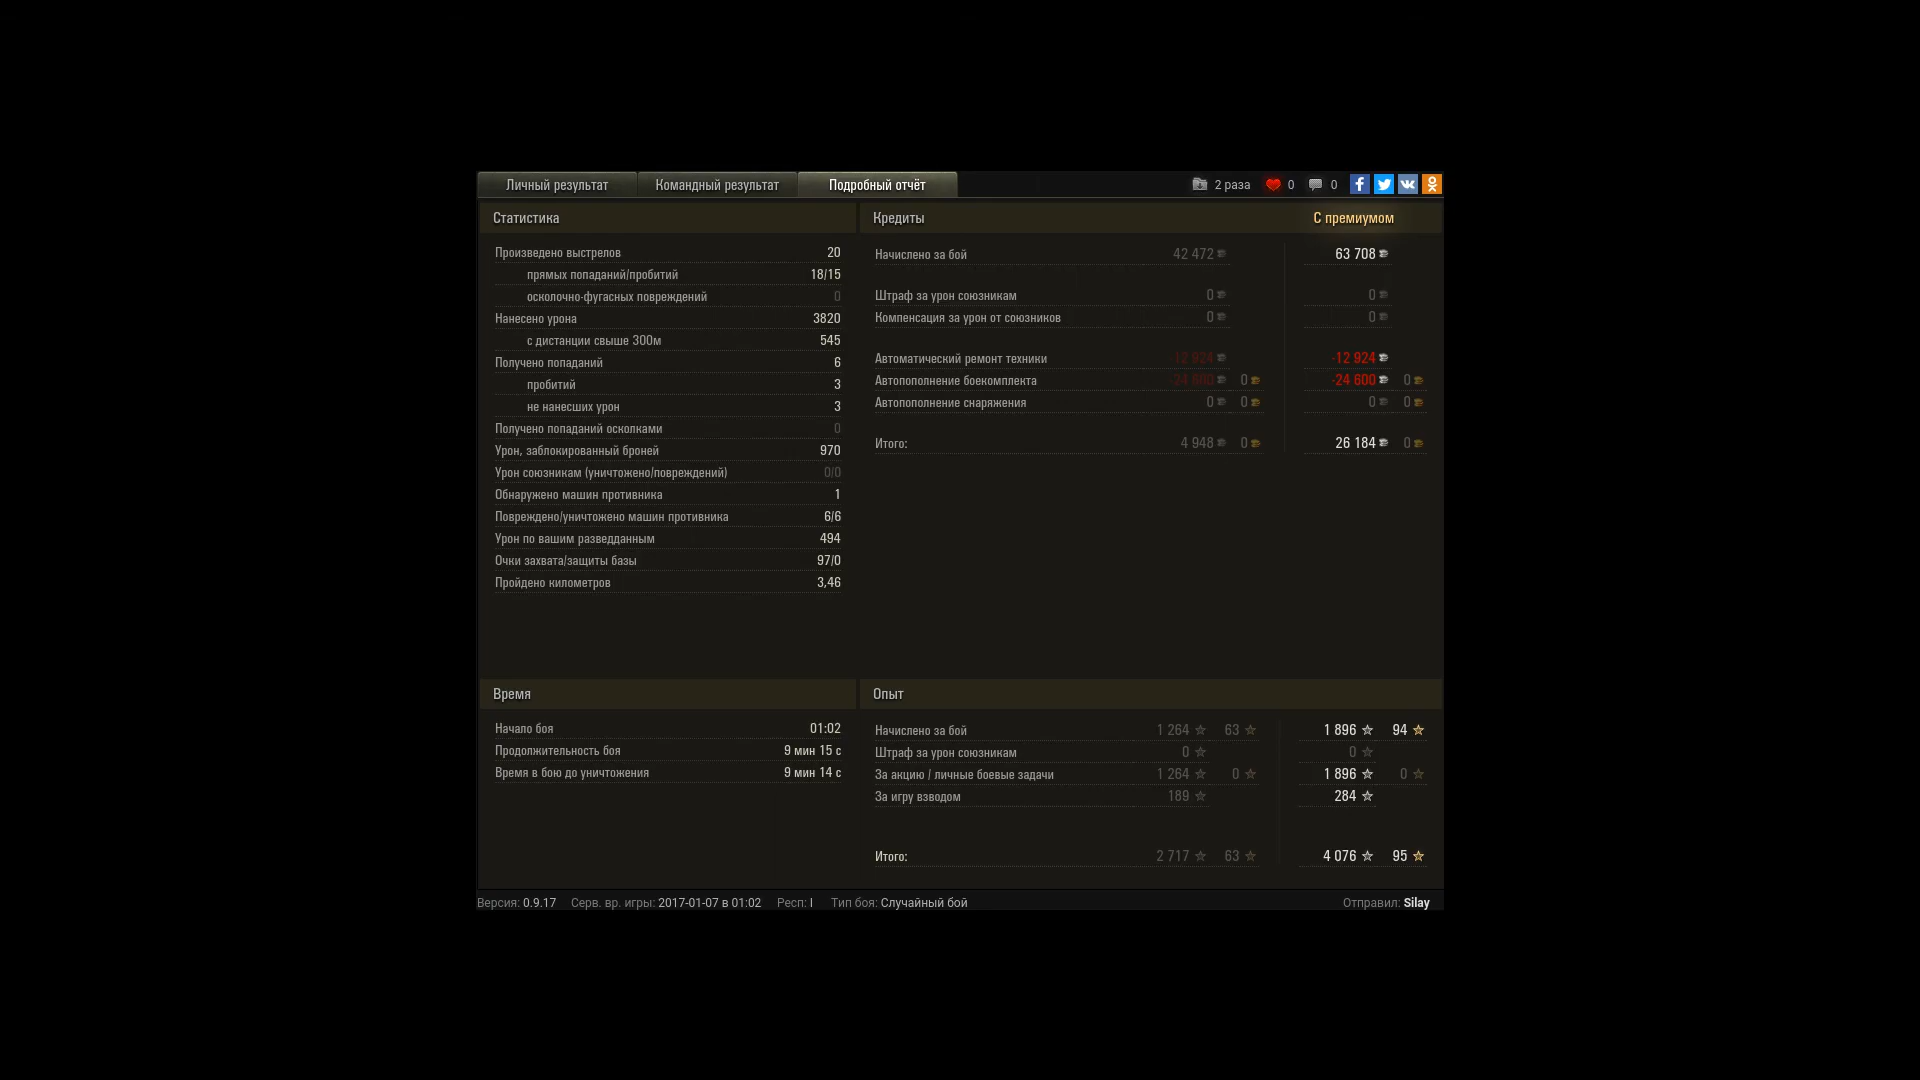 Личный результат Командный результат Подробный отчёт 2 раза 0 0
Статистика
Произведено выстрелов 20
прямых попаданий/пробитий 18/15
осколочно-фугасных повреждений 0
Нанесено урона 3820
с дистанции свыше 300м 545
Получено попаданий 6
пробитий 3
не нанесших урон 3
Получено попаданий осколками 0
Урон, заблокированный броней 970
Урон союзникам (уничтожено/повреждений) 0/0
Обнаружено машин противника 1
Повреждено/уничтожено машин противника 6/6
Урон по вашим разведданным 494
Очки захвата/защиты базы 97/0
Пройдено километров 3,46
Кредиты С премиумом
Начислено за бой 42 472 63 708
Штраф за урон союзникам 0 0
Компенсация за урон от союзников 0 0
Автоматический ремонт техники -12 924 -12 924
Автопополнение боекомплекта -24 600 0 -24 600 0
Автопополнение снаряжения 0 0 0 0
Итого: 4 948 0 26 184 0
Время
Начало боя 01:02
Продолжительность боя 9 мин 15 с
Время в бою до уничтожения 9 мин 14 с
Опыт
Начислено за бой 1 264 63 1 896 94
Штраф за урон союзникам 0 0
За акцию / личные боевые задачи 1 264 0 1 896 0
За игру взводом 189 284
Итого: 2 717 63 4 076 95
Версия: 0.9.17 Серв. вр. игры: 2017-01-07 в 01:02 Респ: I Тип боя: Случайный бой Отправил: Silay